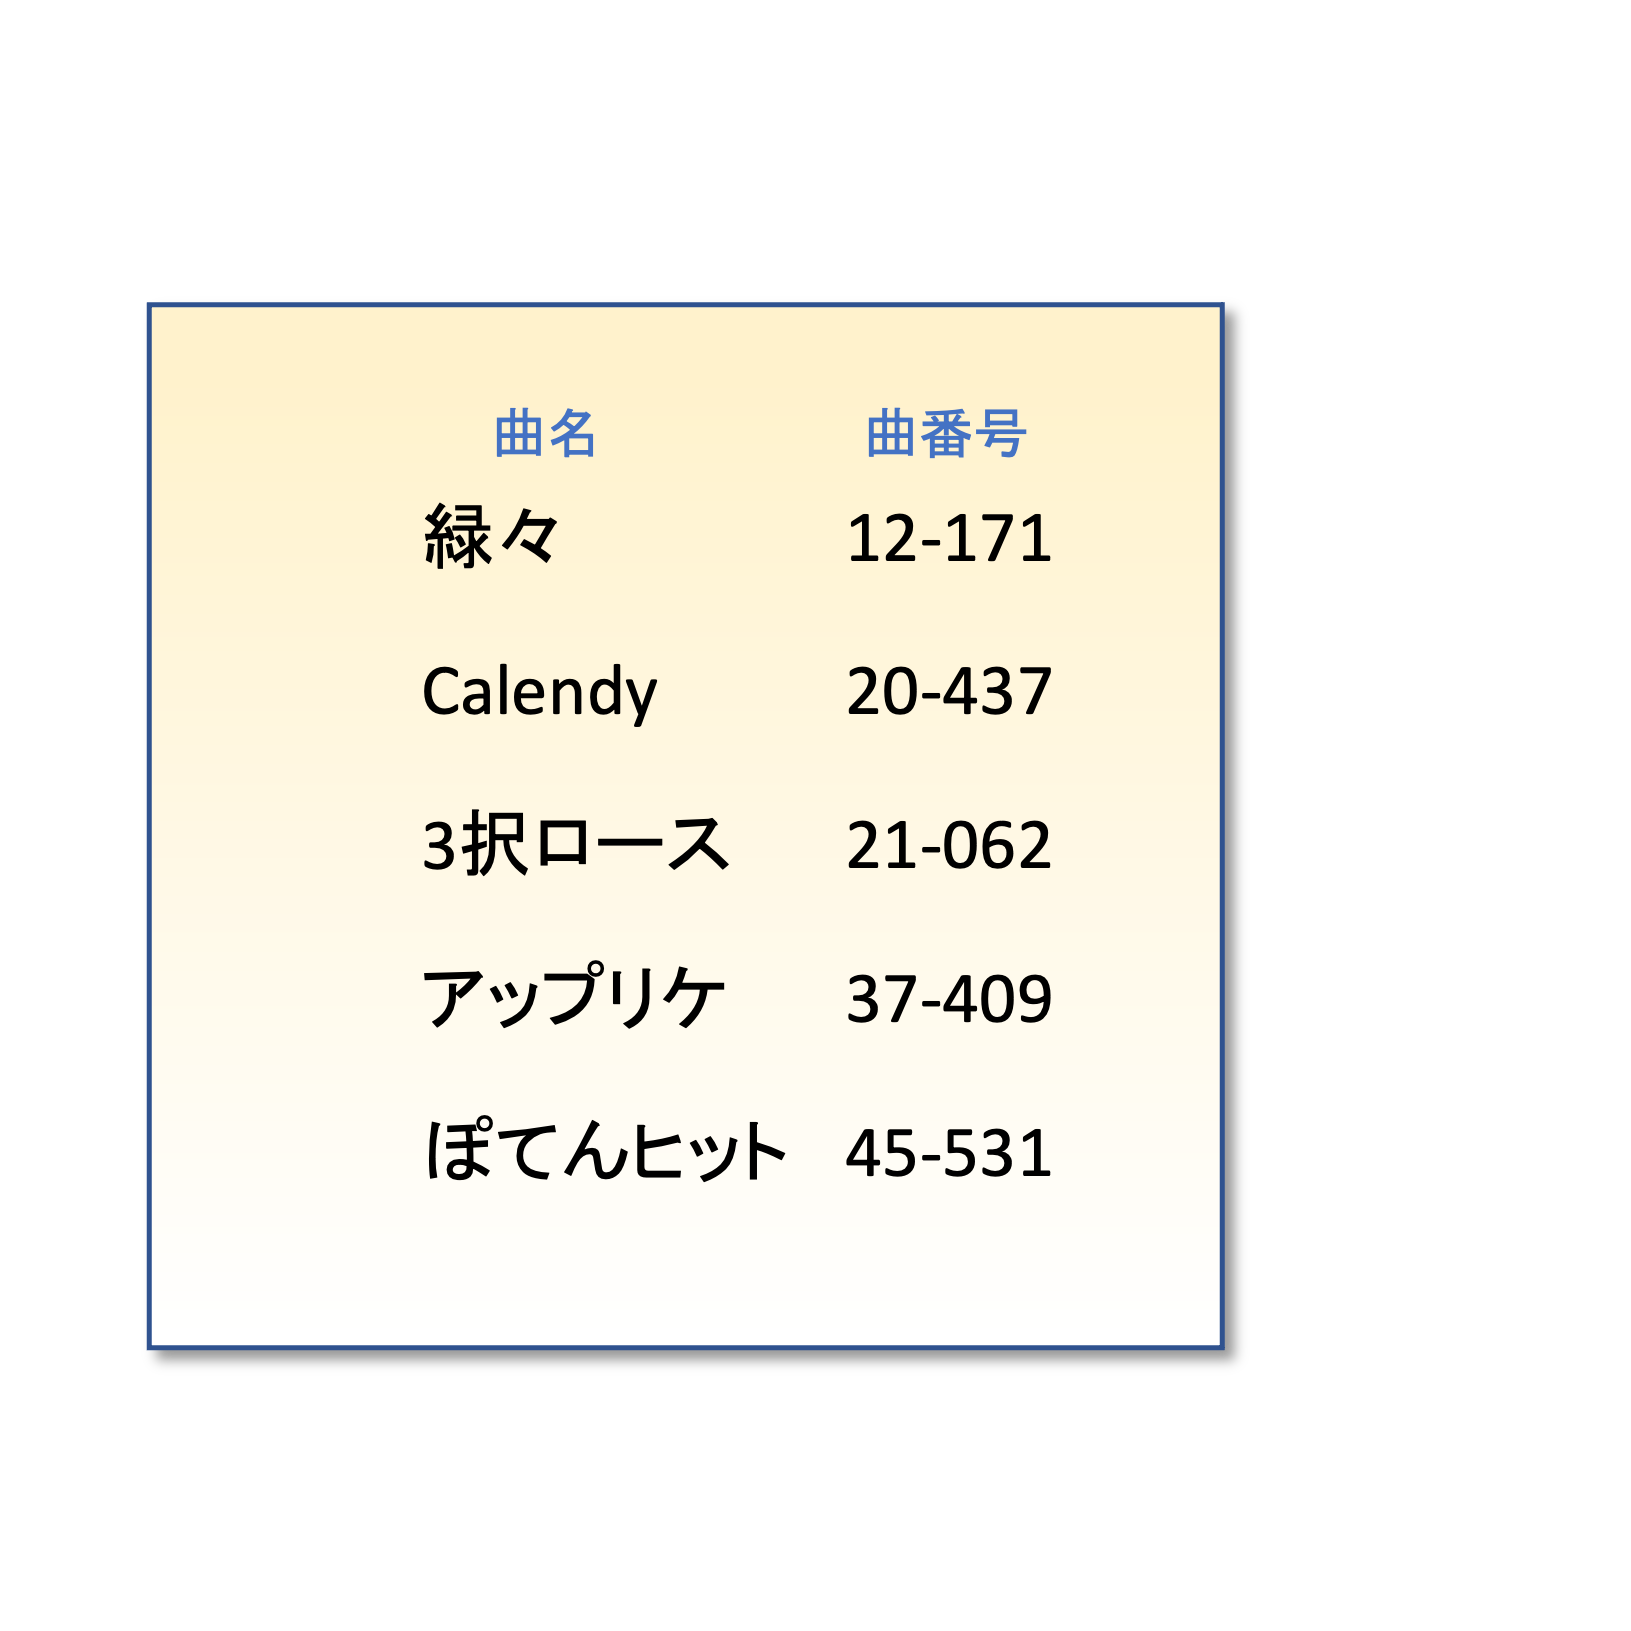 曲名 曲番号
緑々 12-171
Calendy 20-437
3択ロース 21-062
アップリケ 37-409
ぽてんヒット 45-531